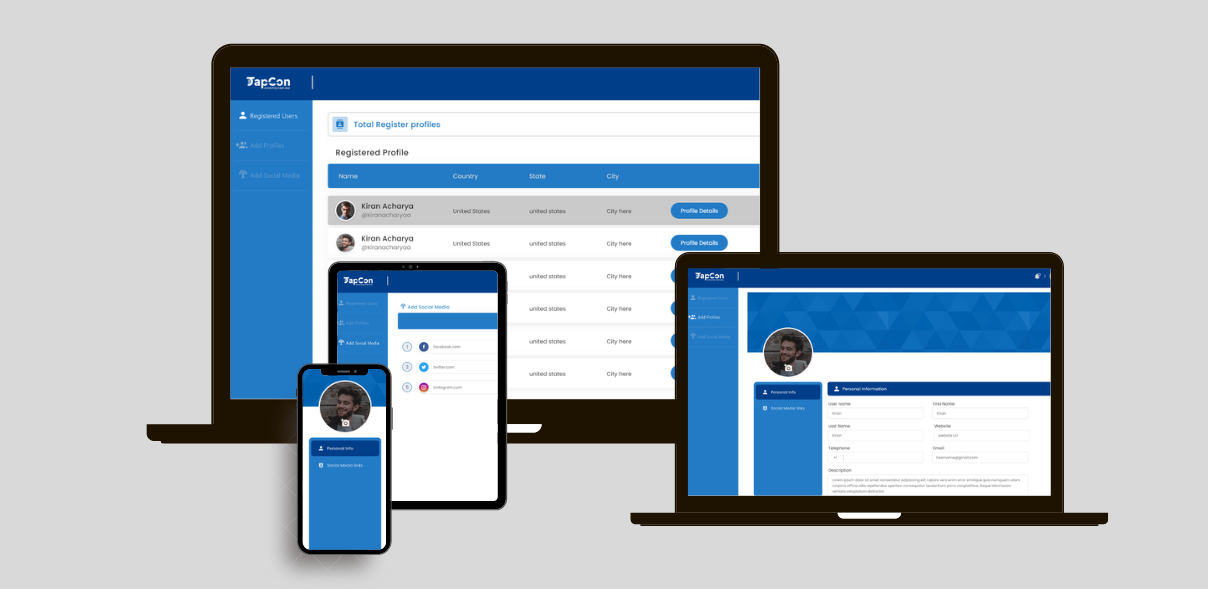 TapCon
Registered Users
Add Profiles
Add Social Media
Total Register profiles
Registered Profile
Name Country State City
Kiran Acharya
@kiranacharyaa
United States united states City here Profile Details
Kiran Acharya
@kiranacharyaa
United States united states City here Profile Details
united states City here
united states City here
united states City here
united states City here
TapCon
Registered Users
Add Profiles
Add Social Media
Add Social Media
1 facebook.com
twitter.com
instagram.com
Personal Info
Social Media links
TapCon
Registered Users
Add Profiles
Add Social Media
Personal Info
Social Media links
Personal Information
User name First Name
Kiran Kiran
Last Name Website
Kiran website url
Telephone Email
+1 Username@gmail.com
Description